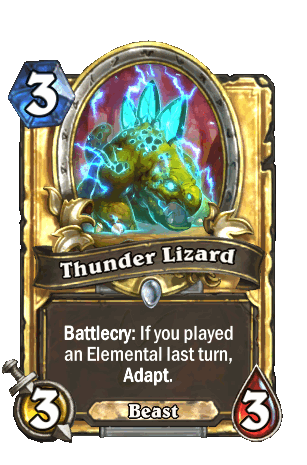 3
Thunder Lizard
Battlecry: If you played
an Elemental last turn,
Adapt.
3
Beast
3